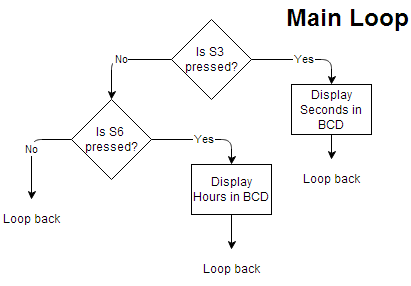 Main Loop
Is S3
pressed?
No
Yes
Display
Seconds in
BCD
Loop back
Is S6
pressed?
No
Yes
Display
Hours in BCD
Loop back
Loop back